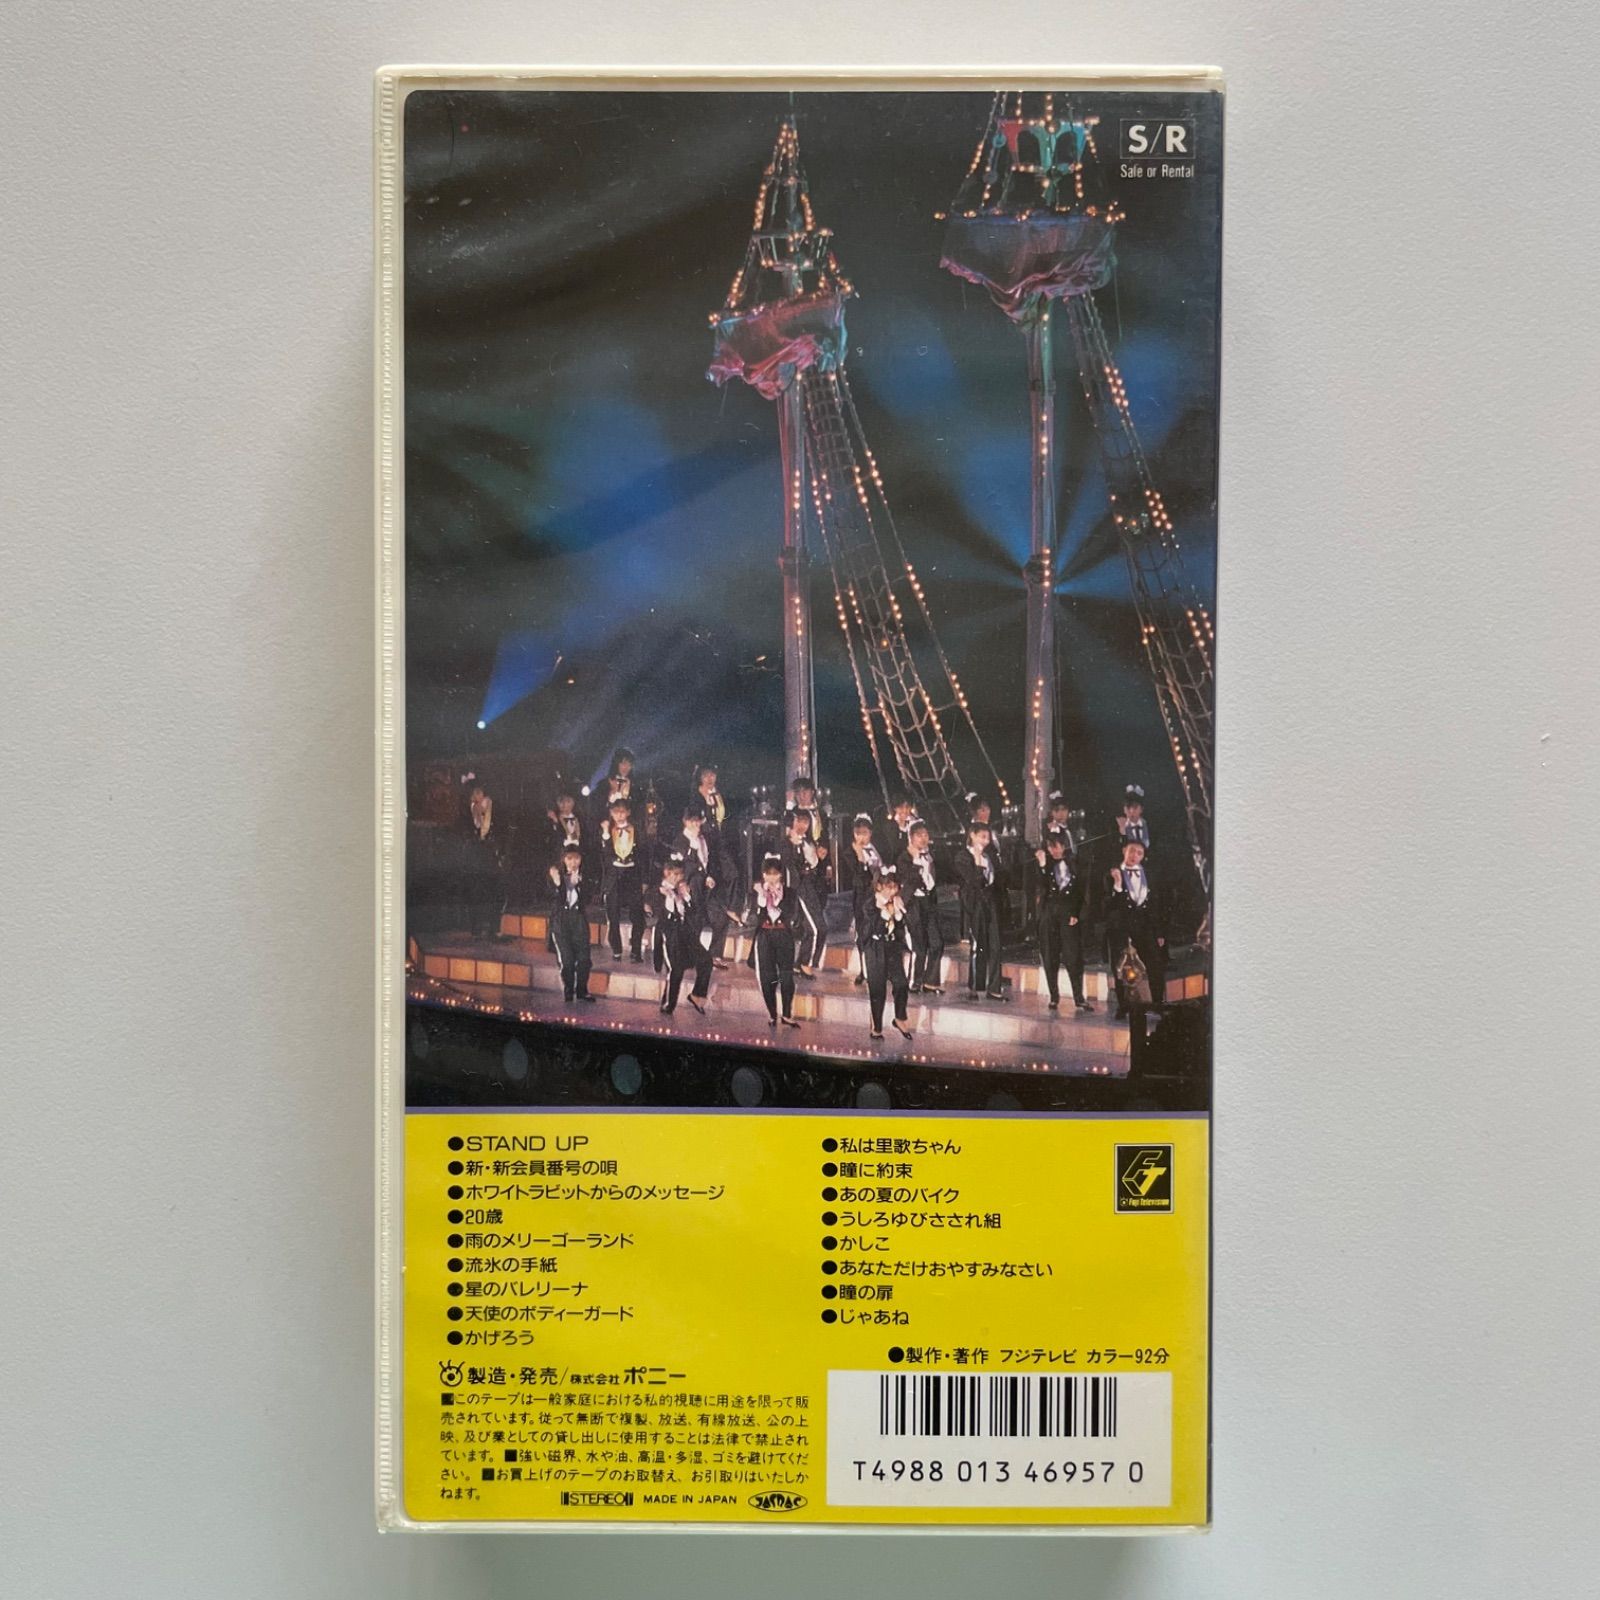 S/R
Sale or Rental
●STAND UP
●新・新会員番号の唄
●ホワイトラビットからのメッセージ
●20歳
●雨のメリーゴーランド
●流氷の手紙
●星のバレリーナ
●天使のボディーガード
●かげろう
●私は里歌ちゃん
●瞳に約束
●あの夏のバイク
●うしろゆびさされ組
●かしこ
●あなただけおやすみなさい
●瞳の扉
●じゃあね
FT
Fuji Television
●製作・著作 フジテレビ カラー92分
製造・発売/株式会社ポニー
■このテープは一般家庭における私的視聴に用途を限って販
売されています。従って無断で複製、放送、有線放送、公の上
映、及び業としての貸し出しに使用することは法律で禁止され
ています。■強い磁界、水や油、高温・多湿、ゴミを避けてくだ
さい。■お買上げのテープのお取替え、お引取りはいたしか
ねます。
STEREO MADE IN JAPAN JASRAC
T4988 013 46957 0